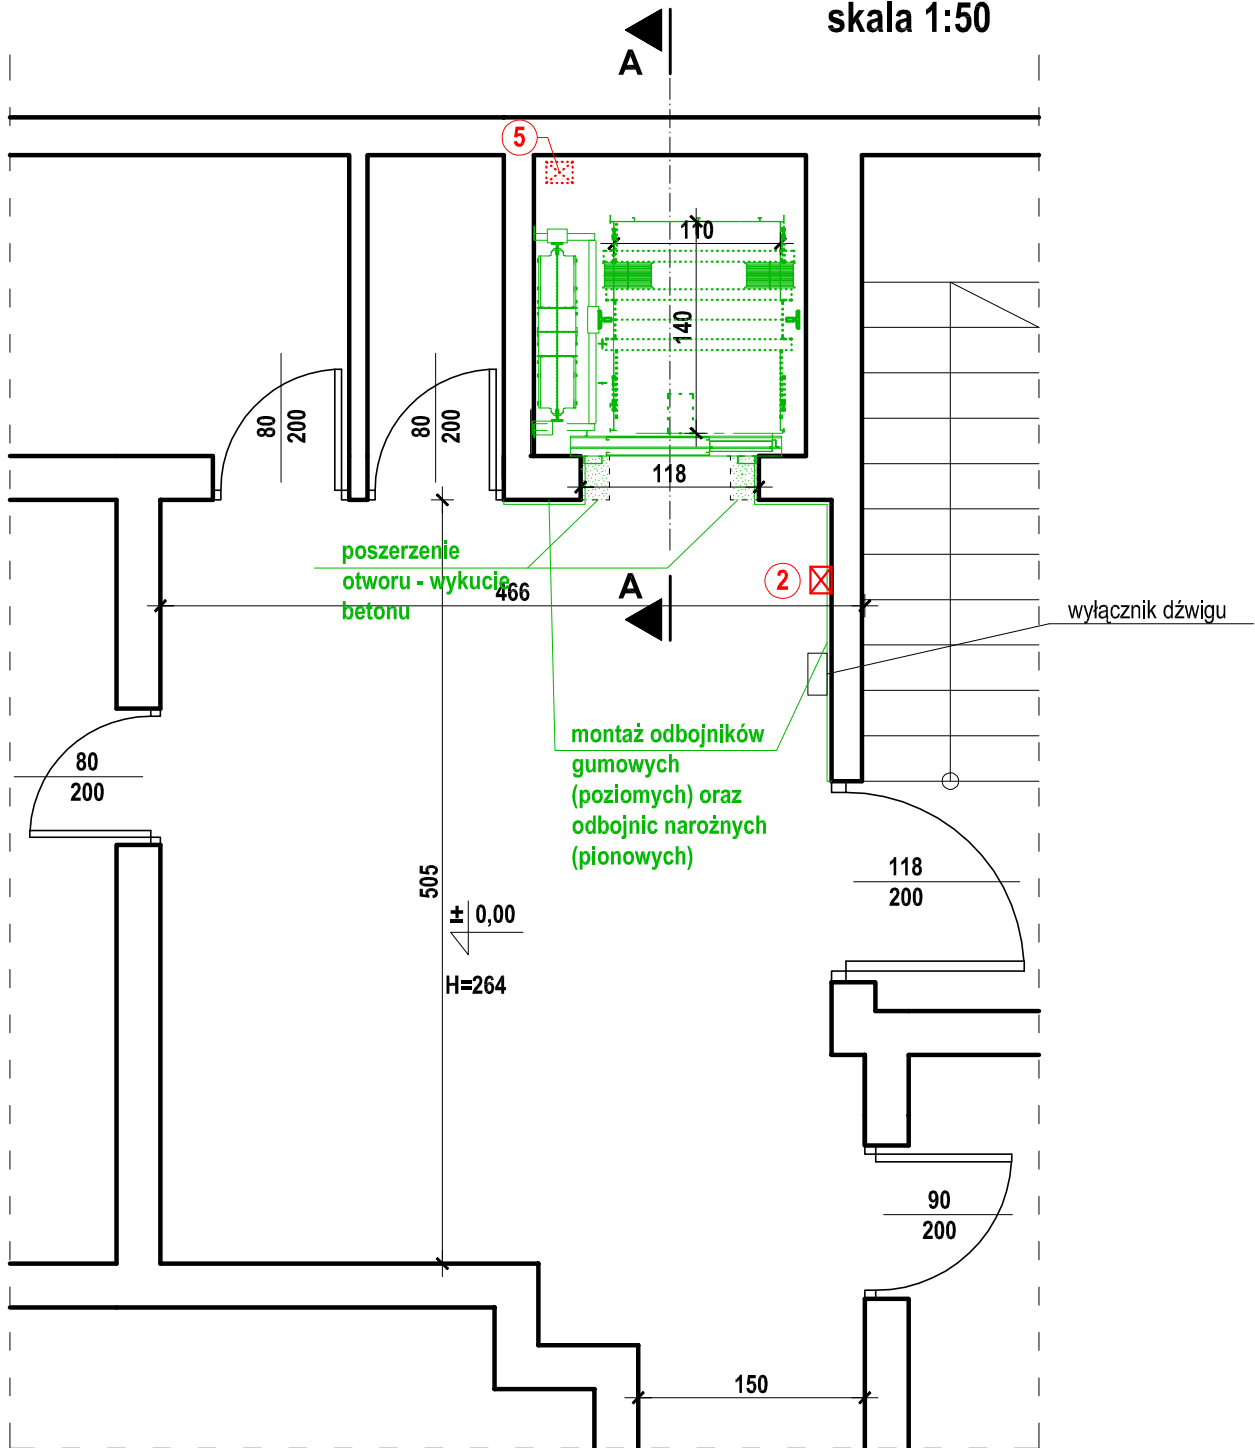 skala 1:50
A
5
110
140
80
200
80
200
118
poszerzenie
otworu - wykucie
betonu
466
A
2
wyłącznik dźwigu
montaż odbojników
gumowych
(poziomych) oraz
odbojnic narożnych
(pionowych)
80
200
118
200
505
± 0,00
H=264
90
200
150